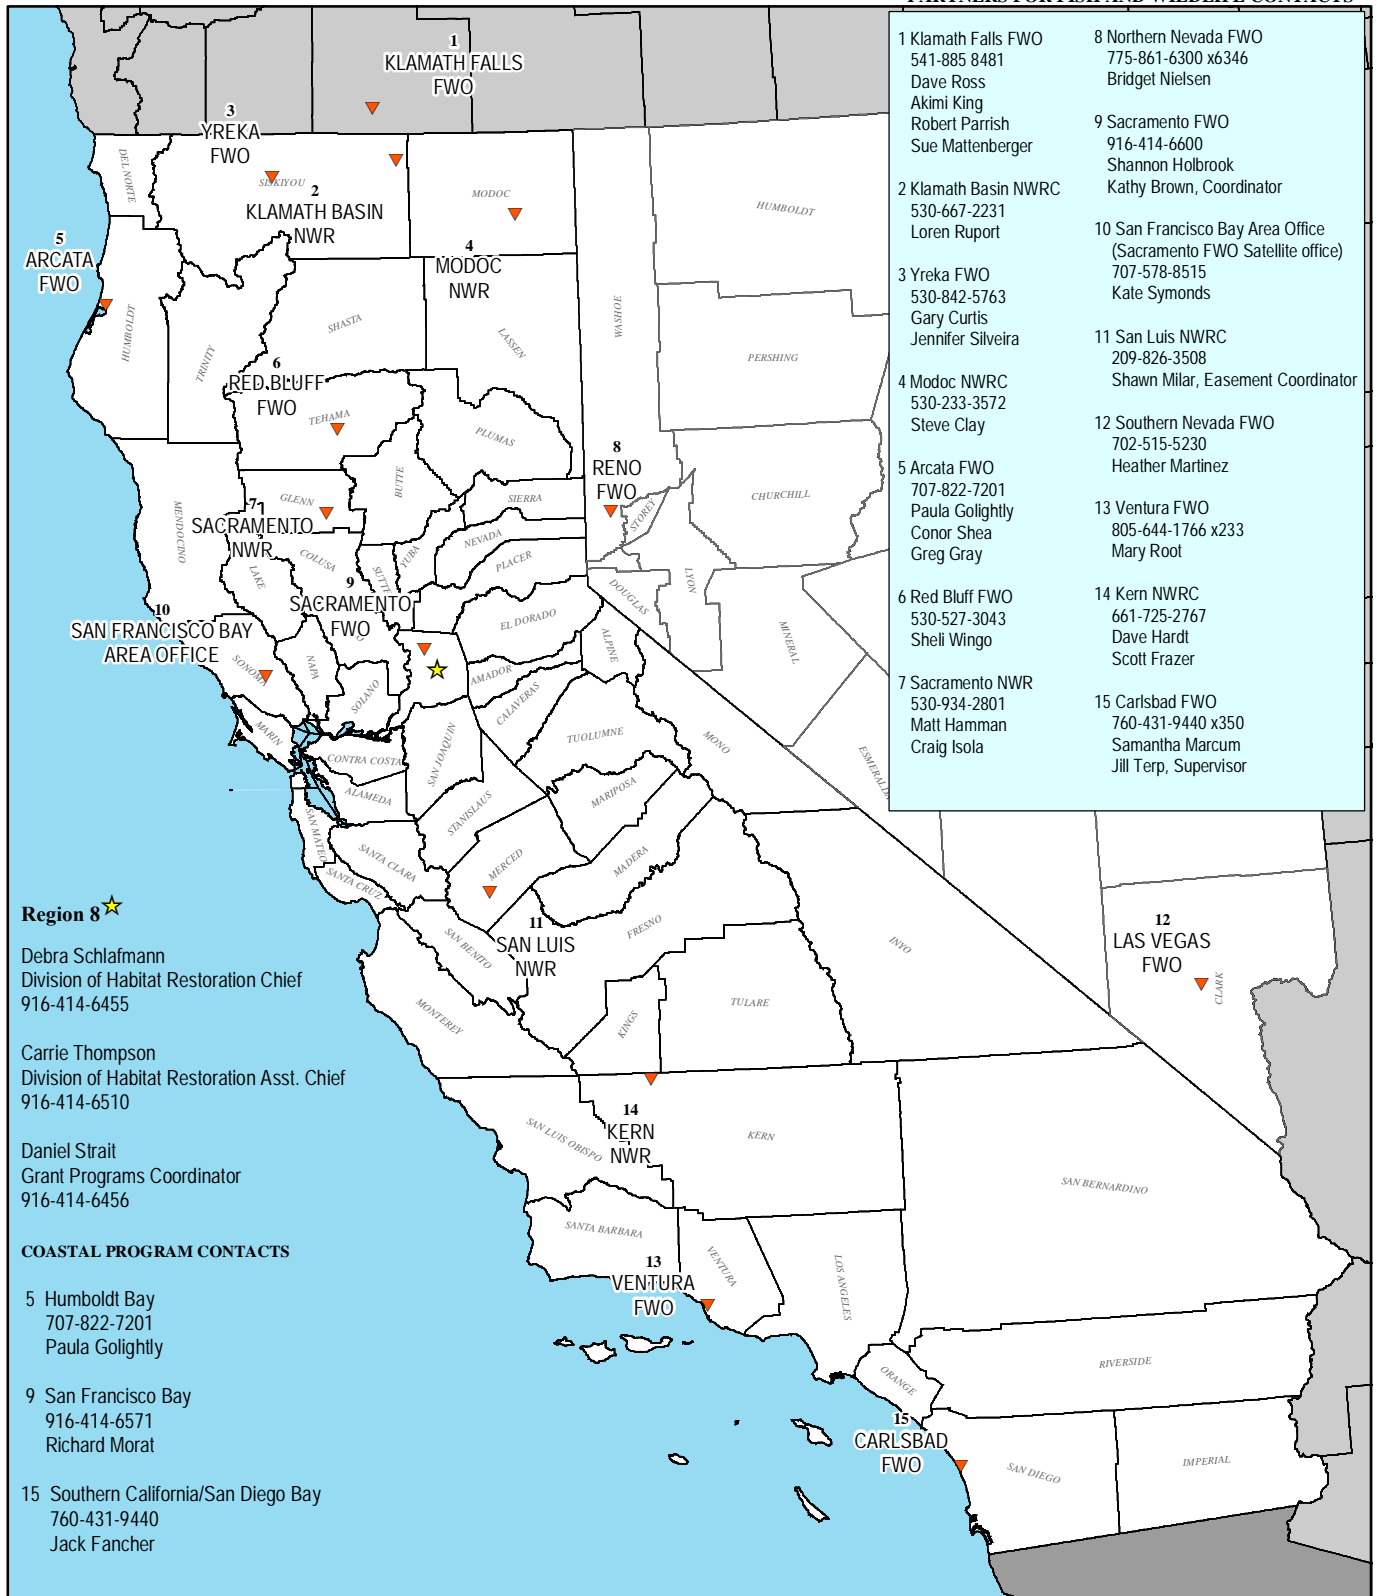 PARTNERS FOR FISH AND WILDLIFE CONTACTS
1 Klamath Falls FWO
541-885 8481
Dave Ross
Akimi King
Robert Parrish
Sue Mattenberger
2 Klamath Basin NWRC
530-667-2231
Loren Ruport
3 Yreka FWO
530-842-5763
Gary Curtis
Jennifer Silveira
4 Modoc NWRC
530-233-3572
Steve Clay
5 Arcata FWO
707-822-7201
Paula Golightly
Conor Shea
Greg Gray
6 Red Bluff FWO
530-527-3043
Sheli Wingo
7 Sacramento NWR
530-934-2801
Matt Hamman
Craig Isola
8 Northern Nevada FWO
775-861-6300 x6346
Bridget Nielsen
9 Sacramento FWO
916-414-6600
Shannon Holbrook
Kathy Brown, Coordinator
10 San Francisco Bay Area Office
(Sacramento FWO Satellite office)
707-578-8515
Kate Symonds
11 San Luis NWRC
209-826-3508
Shawn Milar, Easement Coordinator
12 Southern Nevada FWO
702-515-5230
Heather Martinez
13 Ventura FWO
805-644-1766 x233
Mary Root
14 Kern NWRC
661-725-2767
Dave Hardt
Scott Frazer
15 Carlsbad FWO
760-431-9440 x350
Samantha Marcum
Jill Terp, Supervisor
1
KLAMATH FALLS
FWO
3
YREKA
FWO
DEL NORTE
SISKIYOU
2
KLAMATH BASIN
NWR
MODOC
4
MODOC
NWR
HUMBOLDT
5
ARCATA
FWO
HUMBOLDT
TRINITY
SHASTA
LASSEN
WASHOE
PERSHING
6
RED BLUFF
FWO
TEHAMA
PLUMAS
BUTTE
8
RENO
FWO
STOREY
CHURCHILL
MENDOCINO
GLENN
7
SACRAMENTO
NWR
SIERRA
NEVADA
YUBA
PLACER
COLUSA
SUTTE
LAKE
9
SACRAMENTO
FWO
DOUGLAS
LYON
MINERAL
10
SAN FRANCISCO BAY
AREA OFFICE
EL DORADO
ALPINE
SONOMA
NAPA
O
SOLANO
AMADOR
CALAVERAS
MARIN
CONTRA COSTA
SAN JOAQUIN
TUOLUMNE
MONO
ESMERALDA
ALAMEDA
STANISLAUS
MARIPOSA
SAN MATEO
SANTA CLARA
MERCED
MADERA
SANTA CRUZ
11
SAN LUIS
NWR
SAN BENITO
FRESNO
INYO
12
LAS VEGAS
FWO
CLARK
MONTEREY
KINGS
TULARE
14
KERN
NWR
KERN
SAN LUIS OBISPO
SAN BERNARDINO
SANTA BARBARA
13
VENTURA
FWO
VENTURA
LOS ANGELES
ORANGE
RIVERSIDE
15
CARLSBAD
FWO
SAN DIEGO
IMPERIAL
Region 8
Debra Schlafmann
Division of Habitat Restoration Chief
916-414-6455
Carrie Thompson
Division of Habitat Restoration Asst. Chief
916-414-6510
Daniel Strait
Grant Programs Coordinator
916-414-6456
COASTAL PROGRAM CONTACTS
5 Humboldt Bay
707-822-7201
Paula Golightly
9 San Francisco Bay
916-414-6571
Richard Morat
15 Southern California/San Diego Bay
760-431-9440
Jack Fancher